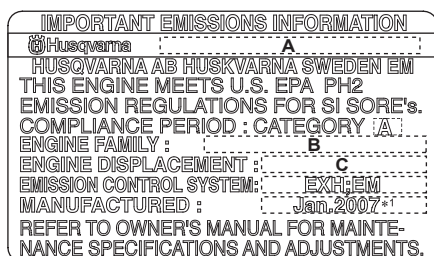 IMPORTANT EMISSIONS INFORMATION
Husqvarna A
HUSQVARNA AB HUSKVARNA SWEDEN EM
THIS ENGINE MEETS U.S. EPA PH2
EMISSION REGULATIONS FOR SI SORE's.
COMPLIANCE PERIOD : CATEGORY A
ENGINE FAMILY : B
ENGINE DISPLACEMENT : C
EMISSION CONTROL SYSTEM: EXH;EM
MANUFACTURED : Jan,2007*1
REFER TO OWNER'S MANUAL FOR MAINTE-
NANCE SPECIFICATIONS AND ADJUSTMENTS.